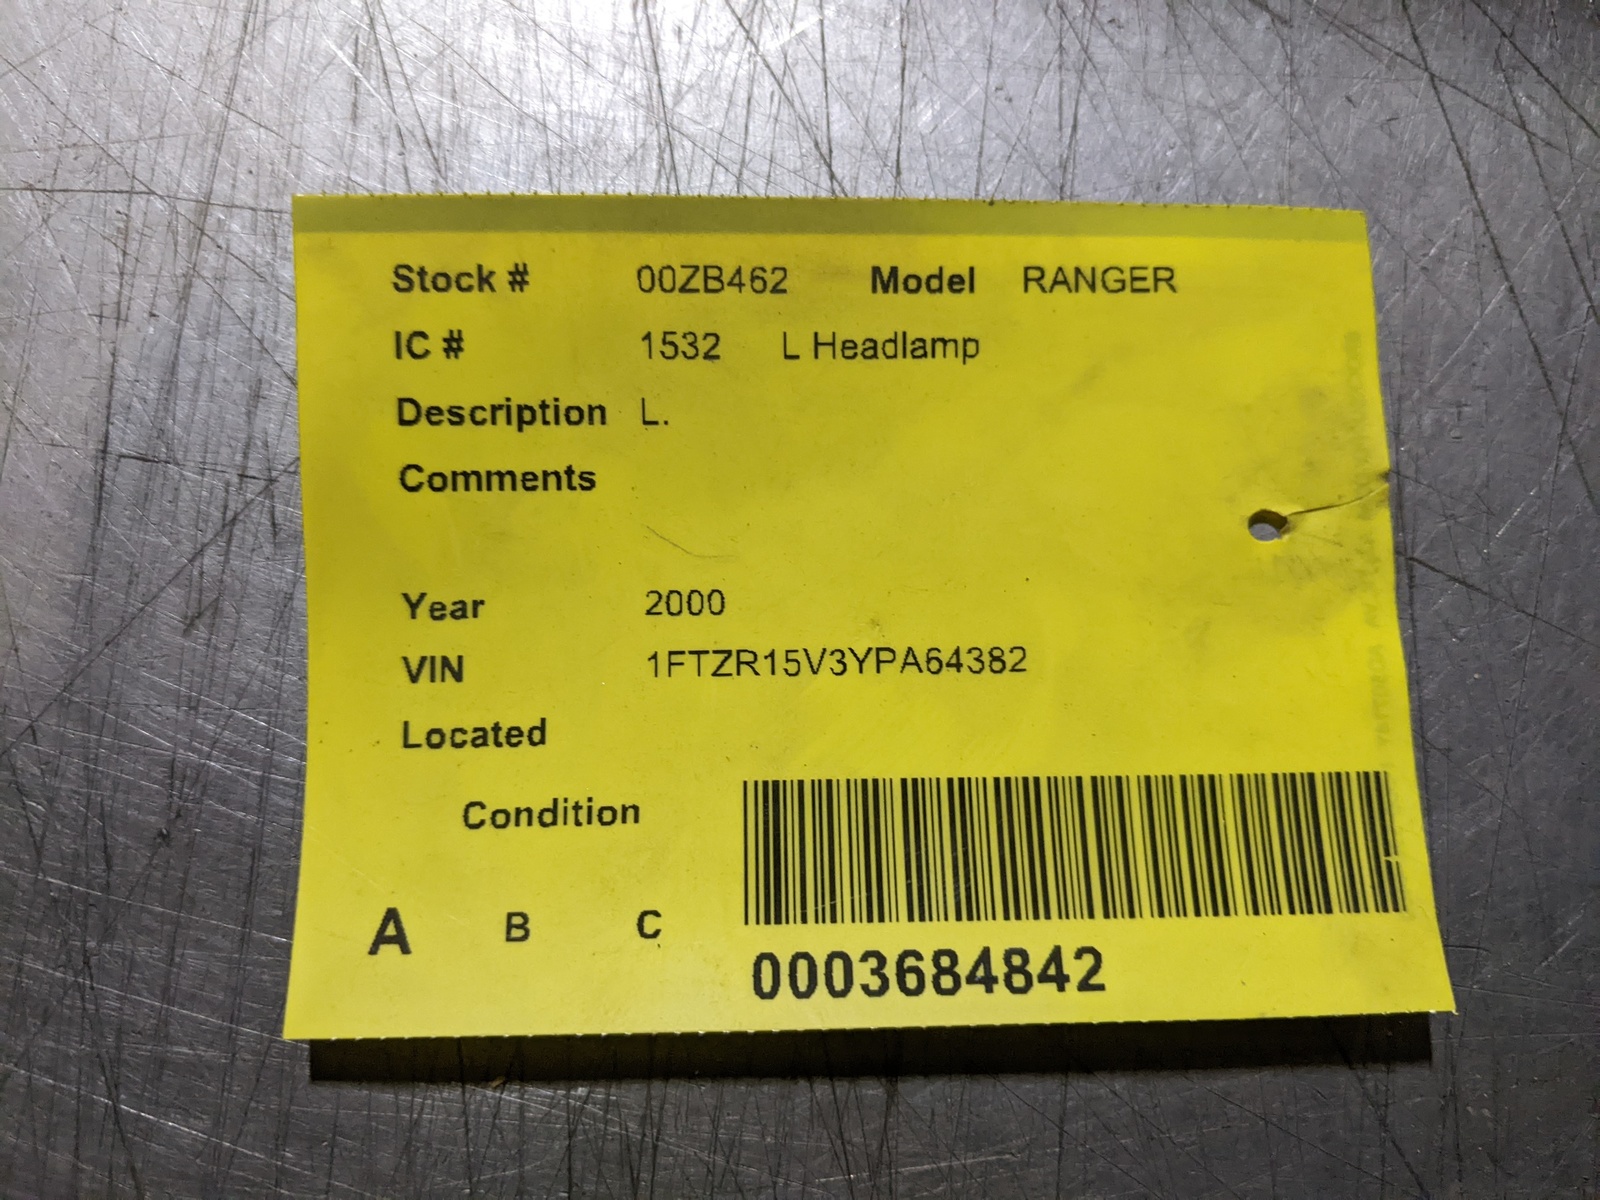 Stock # 00ZB462 Model RANGER
IC # 1532 L Headlamp
Description L.
Comments
Year 2000
VIN 1FTZR15V3YPA64382
Located
Condition
A B C
0003684842